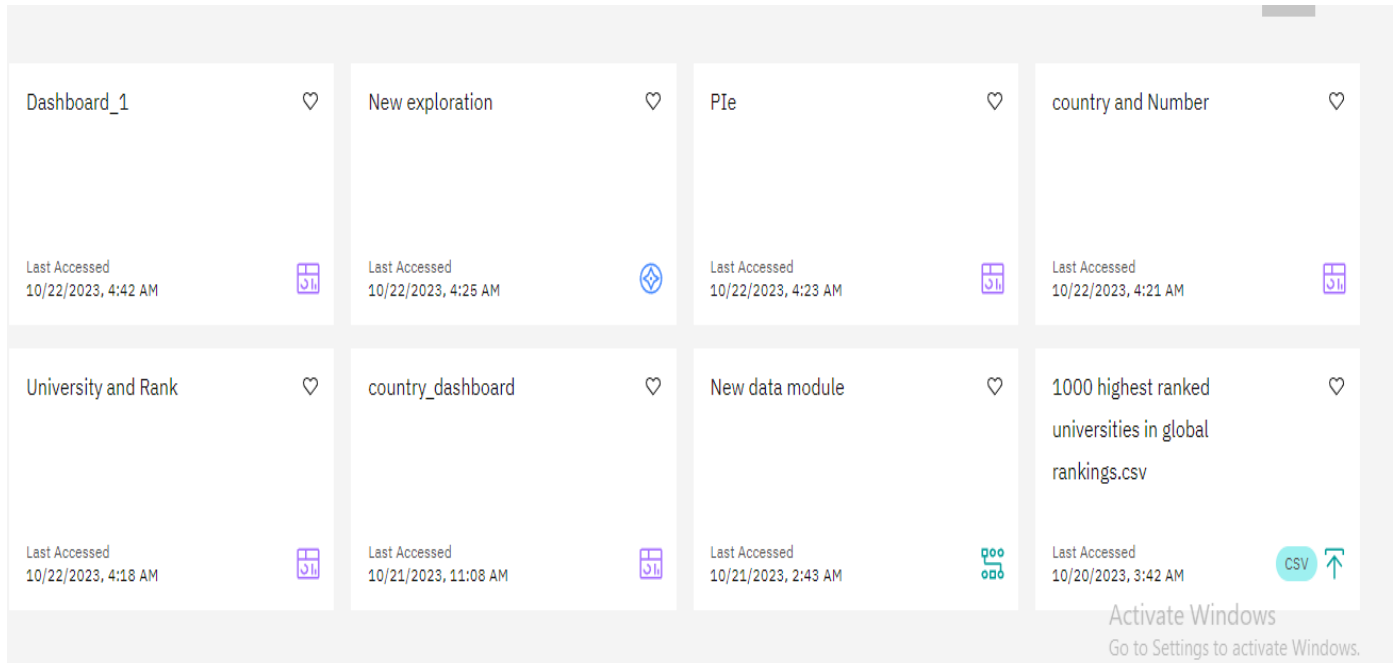 Dashboard_1
New exploration
PIe
country and Number
Last Accessed
10/22/2023, 4:42 AM
Last Accessed
10/22/2023, 4:25 AM
Last Accessed
10/22/2023, 4:23 AM
Last Accessed
10/22/2023, 4:21 AM
University and Rank
country_dashboard
New data module
1000 highest ranked
universities in global
rankings.csv
Last Accessed
10/22/2023, 4:18 AM
Last Accessed
10/21/2023, 11:08 AM
Last Accessed
10/21/2023, 2:43 AM
Last Accessed
10/20/2023, 3:42 AM
CSV
Activate Windows
Go to Settings to activate Windows.